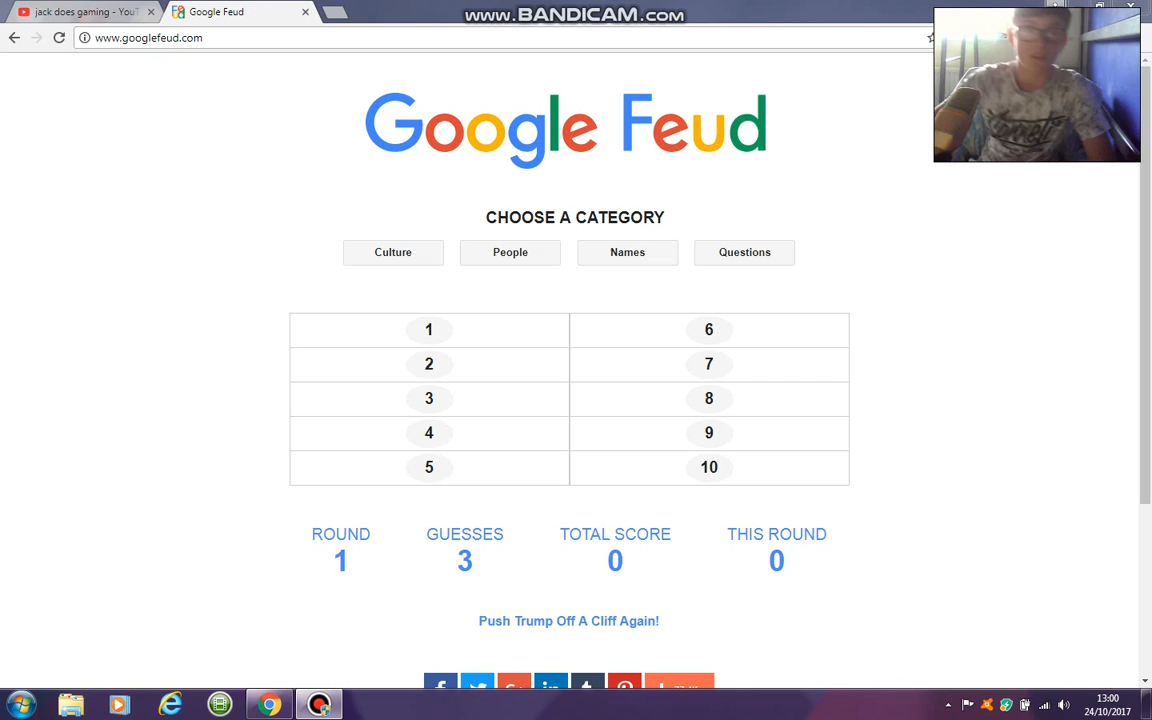 jack does gaming - YouT
Google Feud
www.BANDICAM.com
www.googlefeud.com
Google Feud
CHOOSE A CATEGORY
Culture People Names Questions
1 6
2 7
3 8
4 9
5 10
ROUND GUESSES TOTAL SCORE THIS ROUND
1 3 0 0
Push Trump Off A Cliff Again!
13:00
24/10/2017